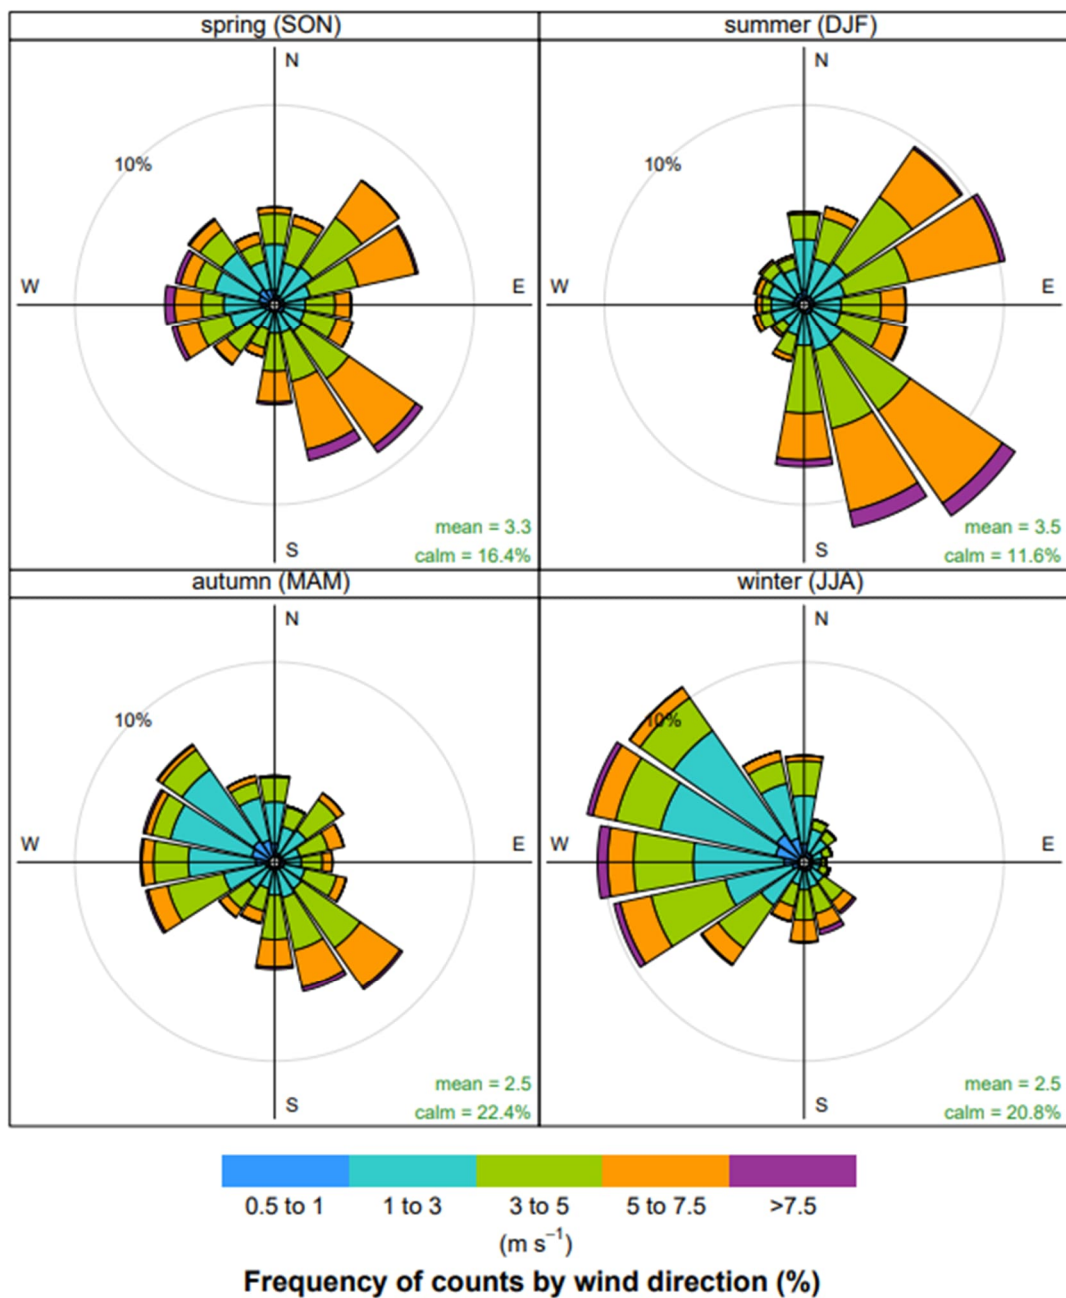 spring (SON)
summer (DJF)
N
10%
W
E
S
mean = 3.3
calm = 16.4%
N
10%
W
E
S
mean = 3.5
calm = 11.6%
autumn (MAM)
winter (JJA)
N
10%
W
E
S
mean = 2.5
calm = 22.4%
N
10%
W
E
S
mean = 2.5
calm = 20.8%
0.5 to 1
1 to 3
3 to 5
5 to 7.5
>7.5
(m s⁻¹)
Frequency of counts by wind direction (%)